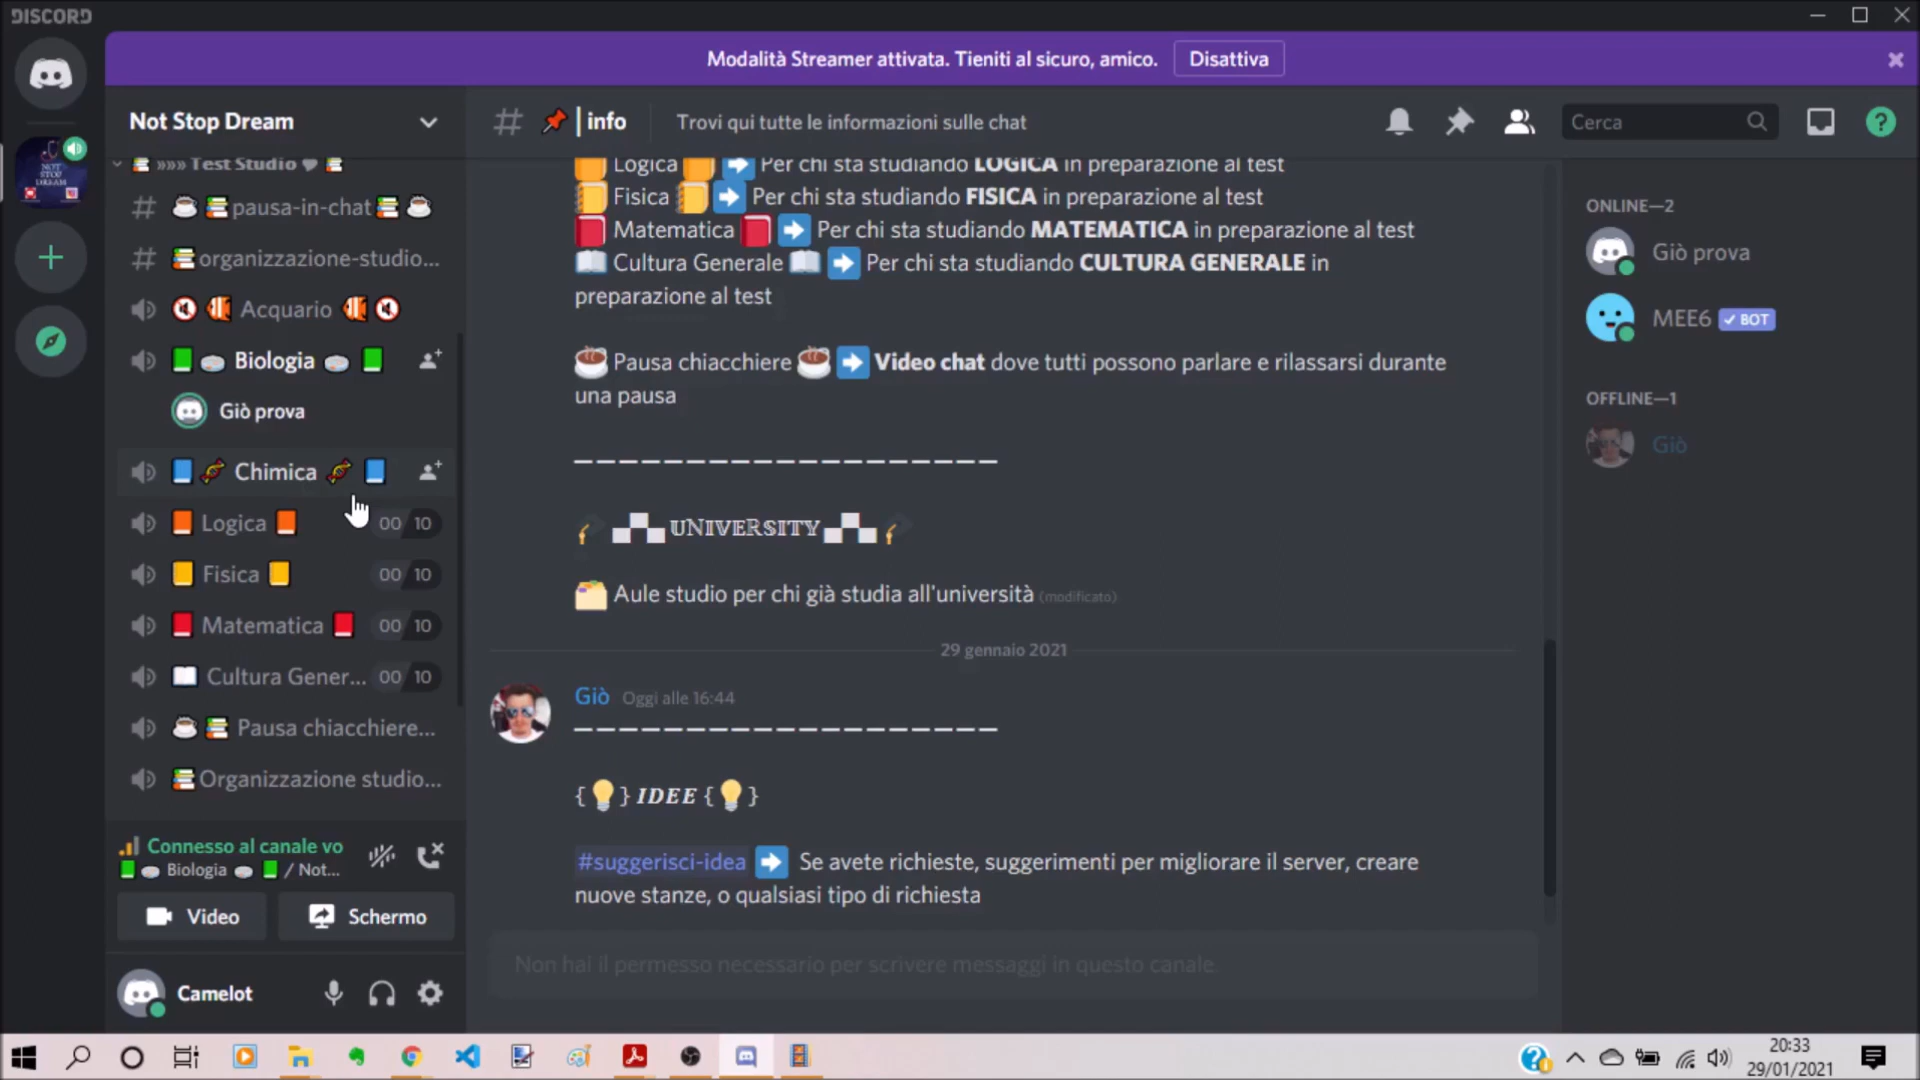 DISCORD
Modalità Streamer attivata. Tieniti al sicuro, amico.
Disattiva
Not Stop Dream
info
Trovi qui tutte le informazioni sulle chat
Cerca
»»» Test Studio
pausa-in-chat
organizzazione-studio...
Acquario
Biologia
Giò prova
Chimica
Logica
00 10
Fisica
00 10
Matematica
00 10
Cultura Gener...
00 10
Pausa chiacchiere...
Organizzazione studio...
Connesso al canale vo
Biologia / Not...
Video
Schermo
Camelot
NOT
STOP
DREAM
Logica Per chi sta studiando LOGICA in preparazione al test
Fisica Per chi sta studiando FISICA in preparazione al test
Matematica Per chi sta studiando MATEMATICA in preparazione al test
Cultura Generale Per chi sta studiando CULTURA GENERALE in
preparazione al test
Pausa chiacchiere Video chat dove tutti possono parlare e rilassarsi durante
una pausa
———————————————————
UNIVERSITY
Aule studio per chi già studia all'università (modificato)
29 gennaio 2021
Giò Oggi alle 16:44
———————————————————
{ } IDEE { }
#suggerisci-idea Se avete richieste, suggerimenti per migliorare il server, creare
nuove stanze, o qualsiasi tipo di richiesta
Non hai il permesso necessario per scrivere messaggi in questo canale.
ONLINE—2
Giò prova
MEE6 BOT
OFFLINE—1
Giò
20:33
29/01/2021